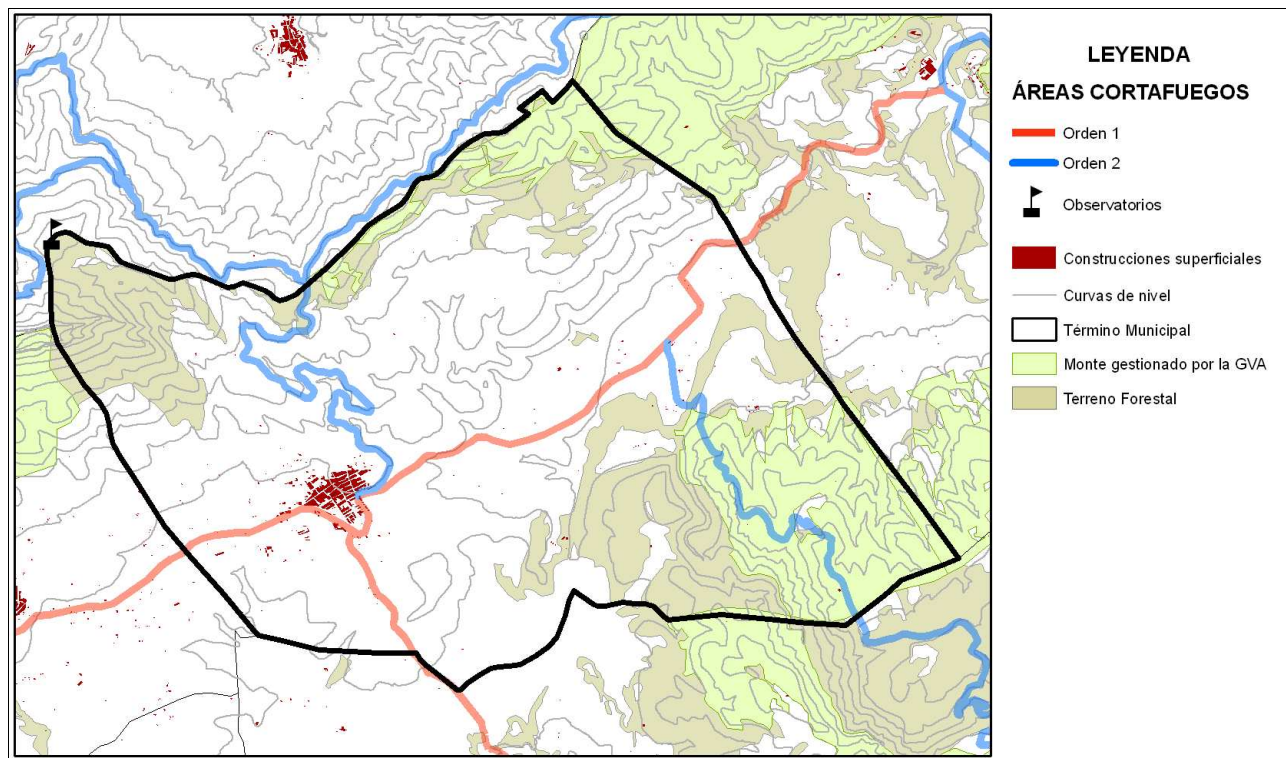 LEYENDA
ÁREAS CORTAFUEGOS
Orden 1
Orden 2
Observatorios
Construcciones superficiales
Curvas de nivel
Término Municipal
Monte gestionado por la GVA
Terreno Forestal